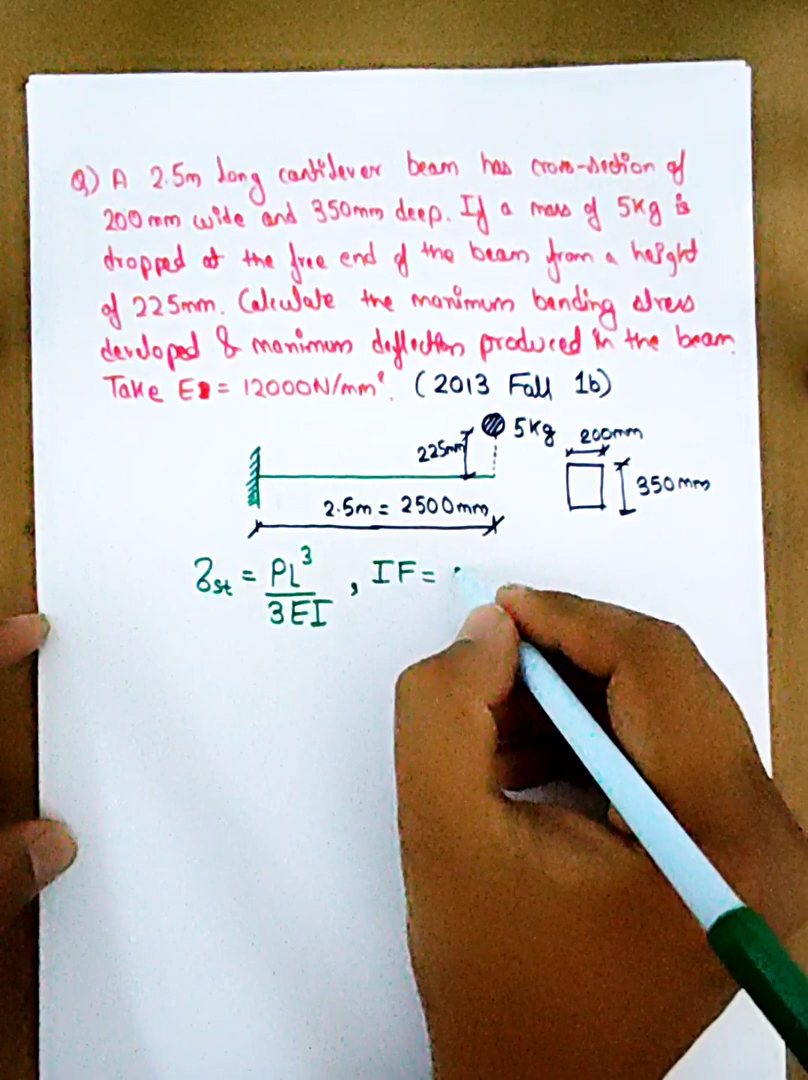 Q) A 2.5m long cantilever beam has cross-section of
200mm wide and 350mm deep. If a mass of 5Kg is
dropped at the free end of the beam from a height
of 225mm. Calculate the maximum bending stress
developed & maximum deflection produced in the beam.
Take E = 12000N/mm². (2013 Fall 1b)
5Kg
225mm
200mm
350mm
2.5m = 2500mm
δst = PL³/3EI , IF =